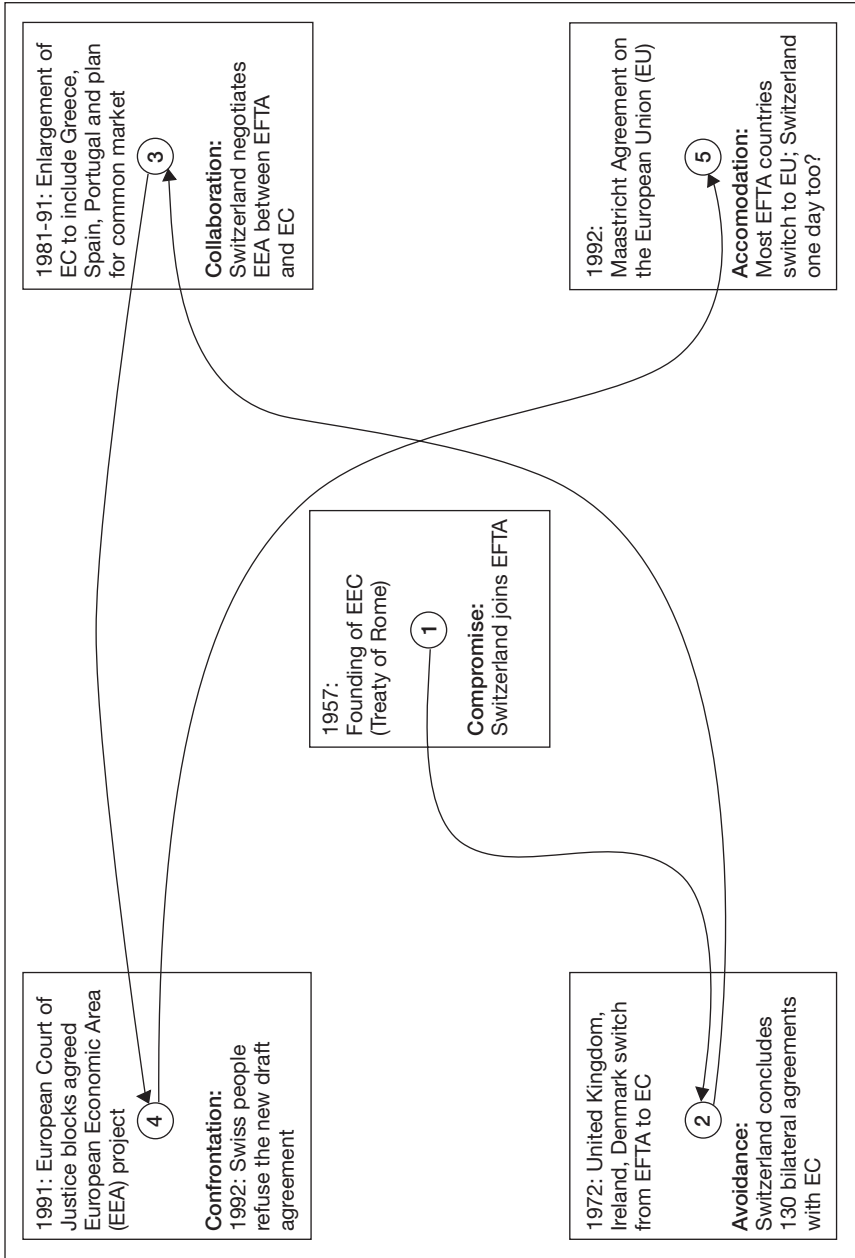 1991: European Court of
Justice blocks agreed
European Economic Area
(EEA) project
4
Confrontation:
1992: Swiss people
refuse the new draft
agreement
1981-91: Enlargement of
EC to include Greece,
Spain, Portugal and plan
for common market
3
Collaboration:
Switzerland negotiates
EEA between EFTA
and EC
1957:
Founding of EEC
(Treaty of Rome)
1
Compromise:
Switzerland joins EFTA
1972: United Kingdom,
Ireland, Denmark switch
from EFTA to EC
2
Avoidance:
Switzerland concludes
130 bilateral agreements
with EC
1992:
Maastricht Agreement on
the European Union (EU)
5
Accomodation:
Most EFTA countries
switch to EU; Switzerland
one day too?